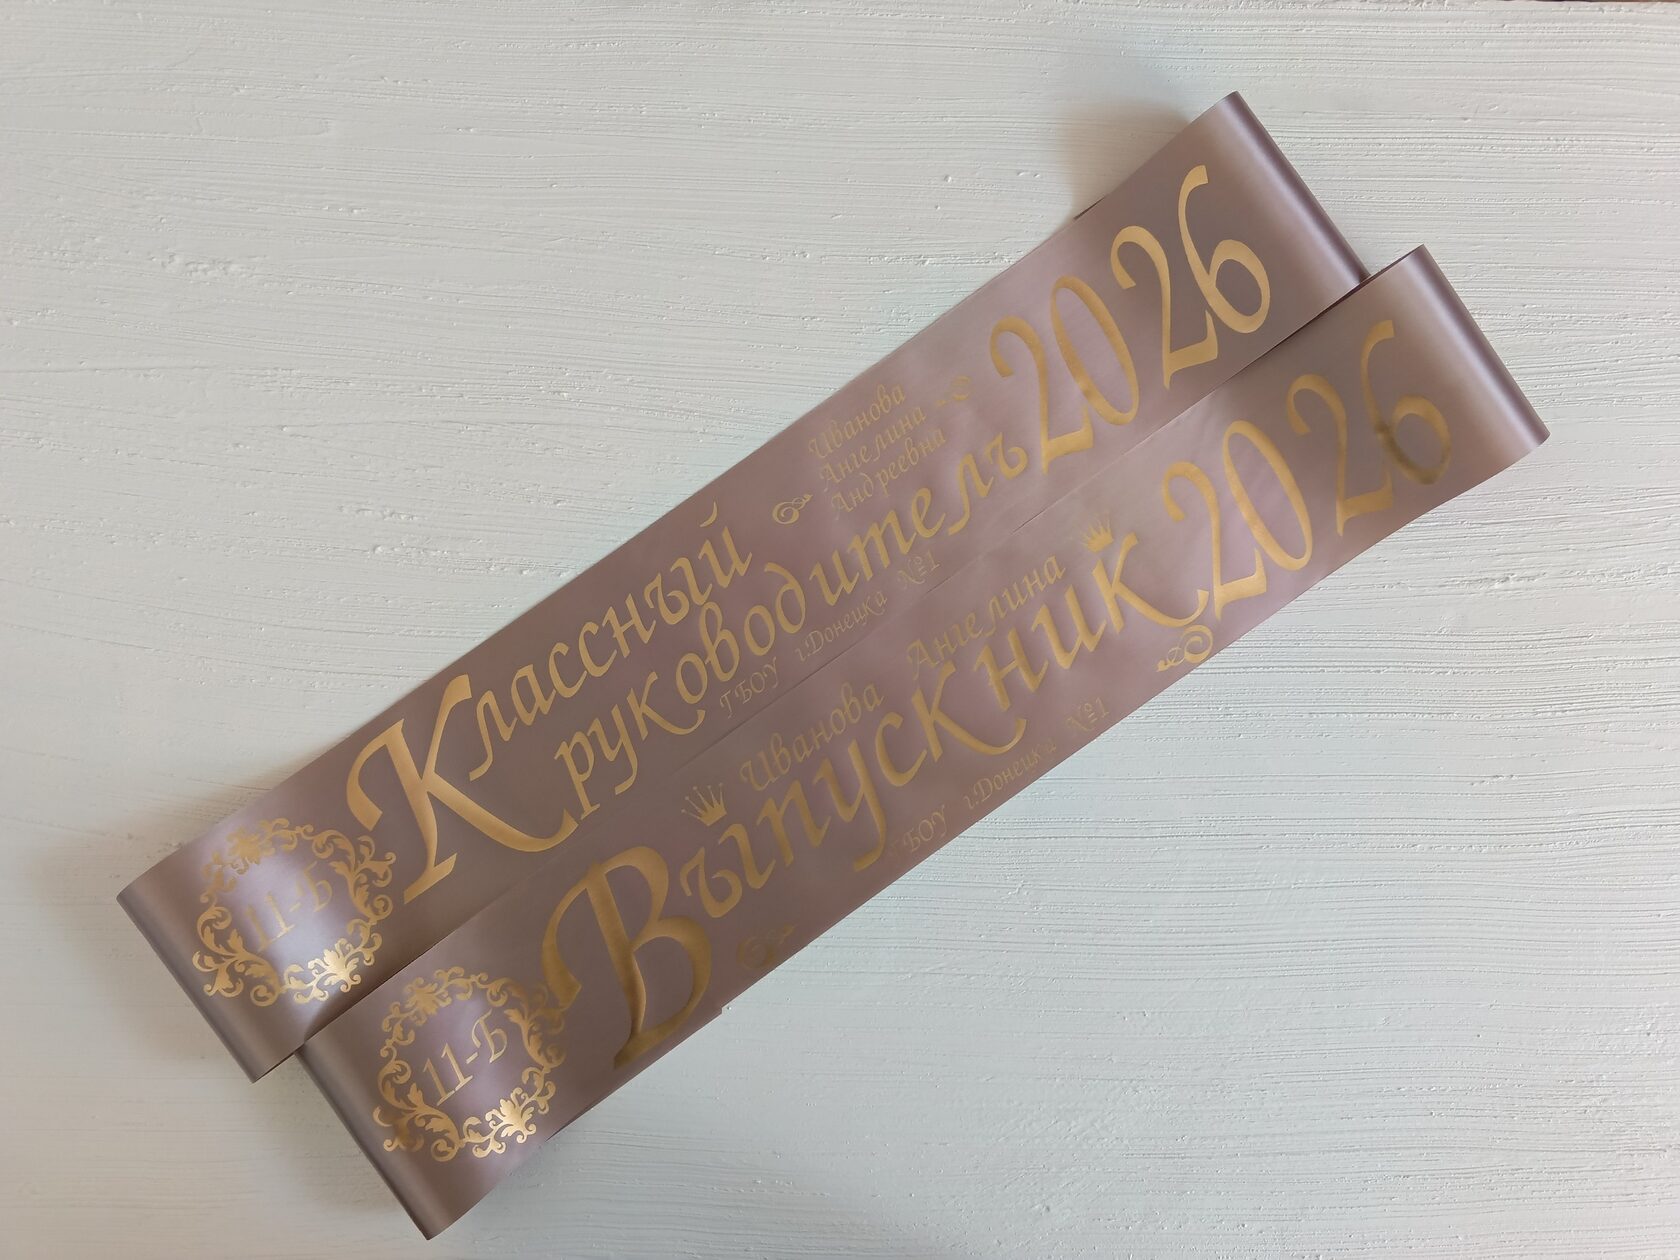 11-Б
Классный
руководитель
Иванова
Ангелина
Андреевна
2026
ГБОУ г.Донецка №1
11-Б
Иванова Ангелина
Выпускник 2026
ГБОУ г.Донецка №1